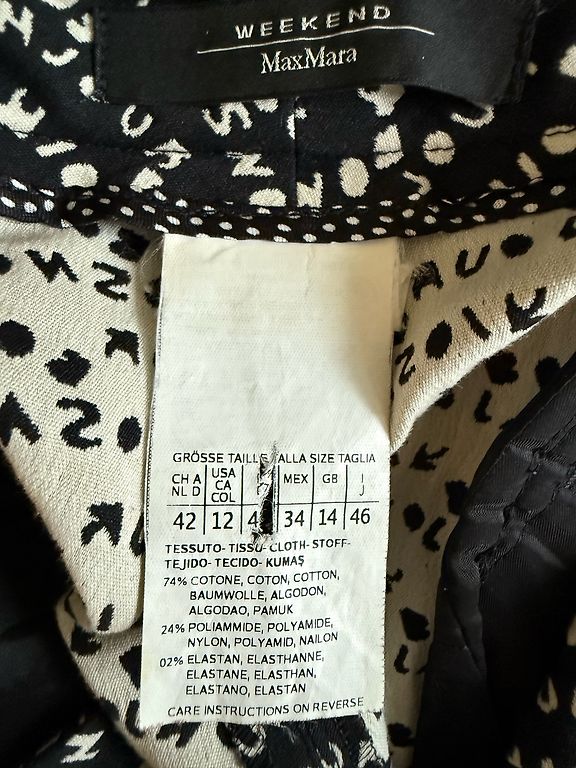 WEEKEND
MaxMara
GRÖSSE TAILLE TALLA SIZE TAGLIA
CH A NL D USA CA COL MEX GB I J
42 12 34 14 46
TESSUTO- TISSU- CLOTH-STOFF-
TEJIDO- TECIDO- KUMAŞ
74% COTONE, COTON, COTTON,
BAUMWOLLE, ALGODON,
ALGODAO, PAMUK
24% POLIAMMIDE, POLYAMIDE,
NYLON, POLYAMID, NAILON
02% ELASTAN, ELASTHANNE,
ELASTANE, ELASTHAN,
ELASTANO, ELASTAN
CARE INSTRUCTIONS ON REVERSE